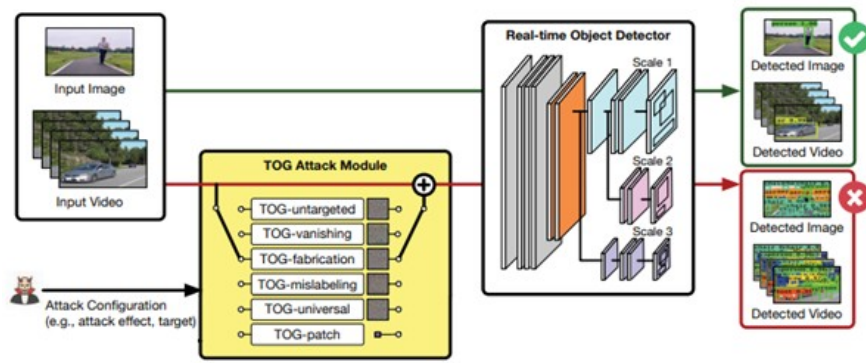 Input Image
Input Video
Attack Configuration
(e.g., attack effect, target)
TOG Attack Module
TOG-untargeted
TOG-vanishing
TOG-fabrication
TOG-mislabeling
TOG-universal
TOG-patch
Real-time Object Detector
Scale 1
Scale 2
Scale 3
Detected Image
Detected Video
Detected Image
Detected Video